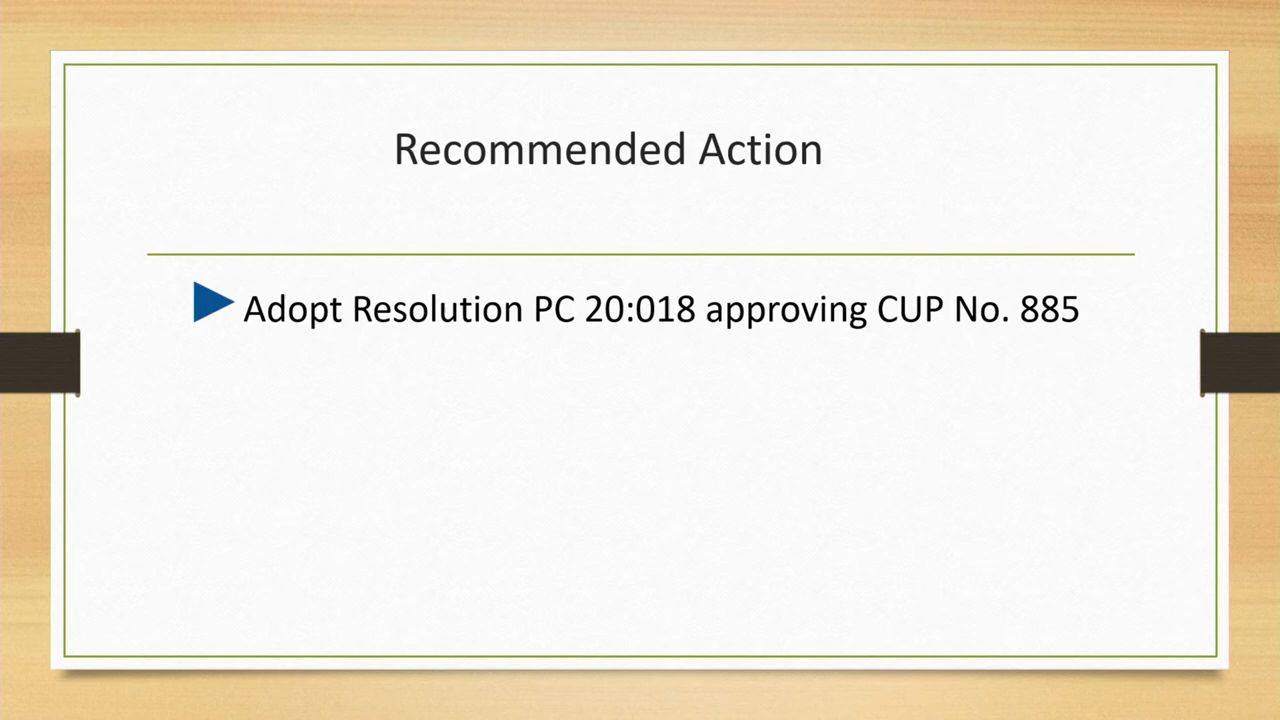 Recommended Action
Adopt Resolution PC 20:018 approving CUP No. 885